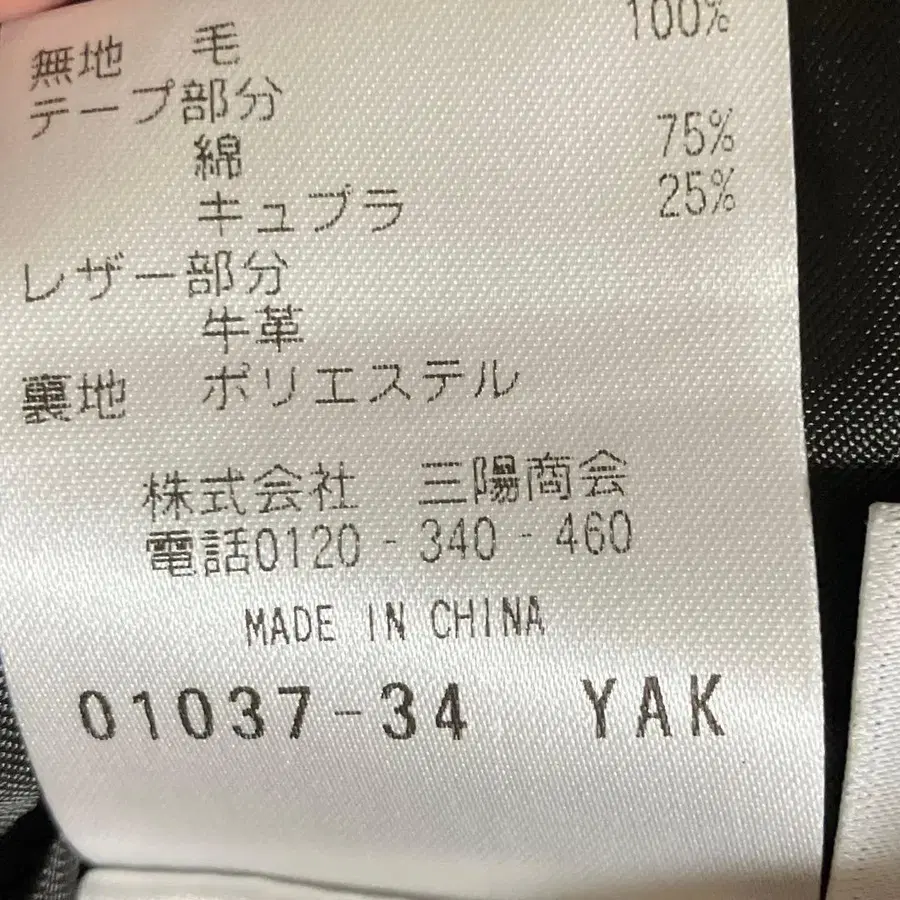 無地 毛 100%
テープ部分
綿 75%
キュプラ 25%
レザー部分
牛革
裏地 ポリエステル
株式会社 三陽商会
電話0120-340-460
MADE IN CHINA
01037-34 YAK